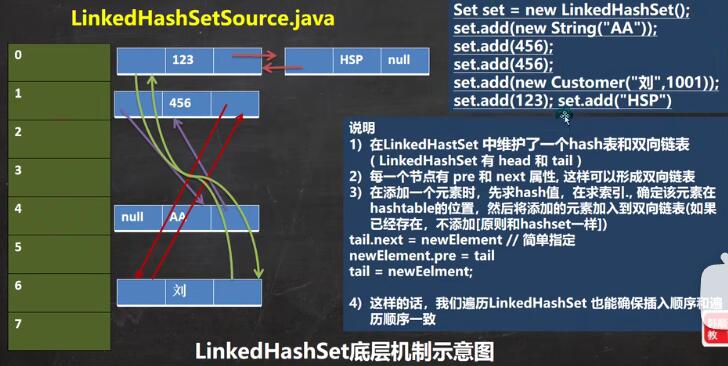 LinkedHashSetSource.java
Set set = new LinkedHashSet();
set.add(new String("AA"));
set.add(456);
set.add(456);
set.add(new Customer("刘",1001));
set.add(123); set.add("HSP")
0
123
HSP
null
1
456
2
3
4
null
AA
5
6
刘
7
说明
1) 在LinkedHastSet 中维护了一个hash表和双向链表
( LinkedHashSet 有 head 和 tail )
2) 每一个节点有 pre 和 next 属性, 这样可以形成双向链表
3) 在添加一个元素时，先求hash值，在求索引., 确定该元素在
hashtable的位置，然后将添加的元素加入到双向链表(如果
已经存在，不添加[原则和hashset一样])
tail.next = newElement // 简单指定
newElement.pre = tail
tail = newEelment;
4) 这样的话，我们遍历LinkedHashSet 也能确保插入顺序和遍
历顺序一致
教
LinkedHashSet底层机制示意图